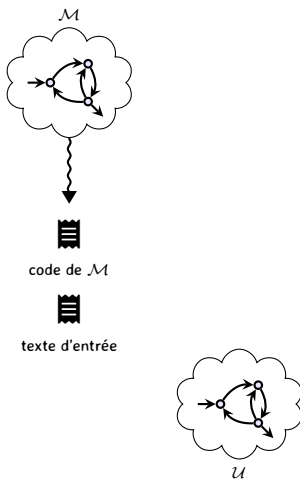 ℳ
code de ℳ
texte d'entrée
𝒰